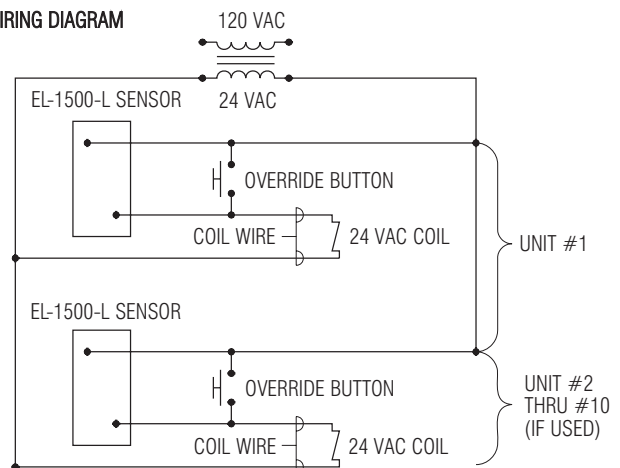 IRING DIAGRAM
120 VAC
24 VAC
EL-1500-L SENSOR
OVERRIDE BUTTON
COIL WIRE
24 VAC COIL
UNIT #1
EL-1500-L SENSOR
OVERRIDE BUTTON
COIL WIRE
24 VAC COIL
UNIT #2
THRU #10
(IF USED)